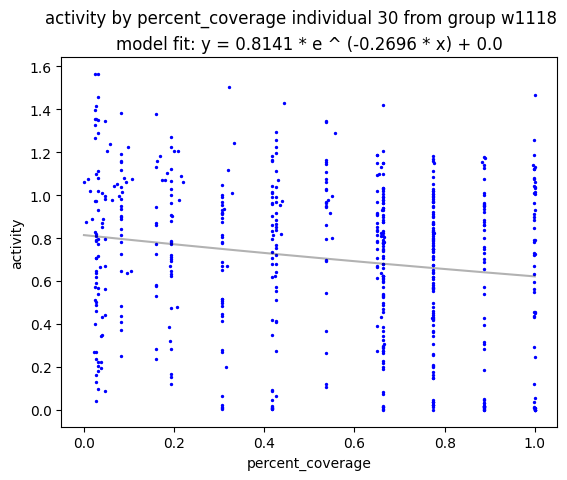 activity by percent_coverage individual 30 from group w1118
model fit: y = 0.8141 * e ^ (-0.2696 * x) + 0.0
1.6
1.4
1.2
1.0
0.8
0.6
0.4
0.2
0.0
activity
0.0 0.2 0.4 0.6 0.8 1.0
percent_coverage